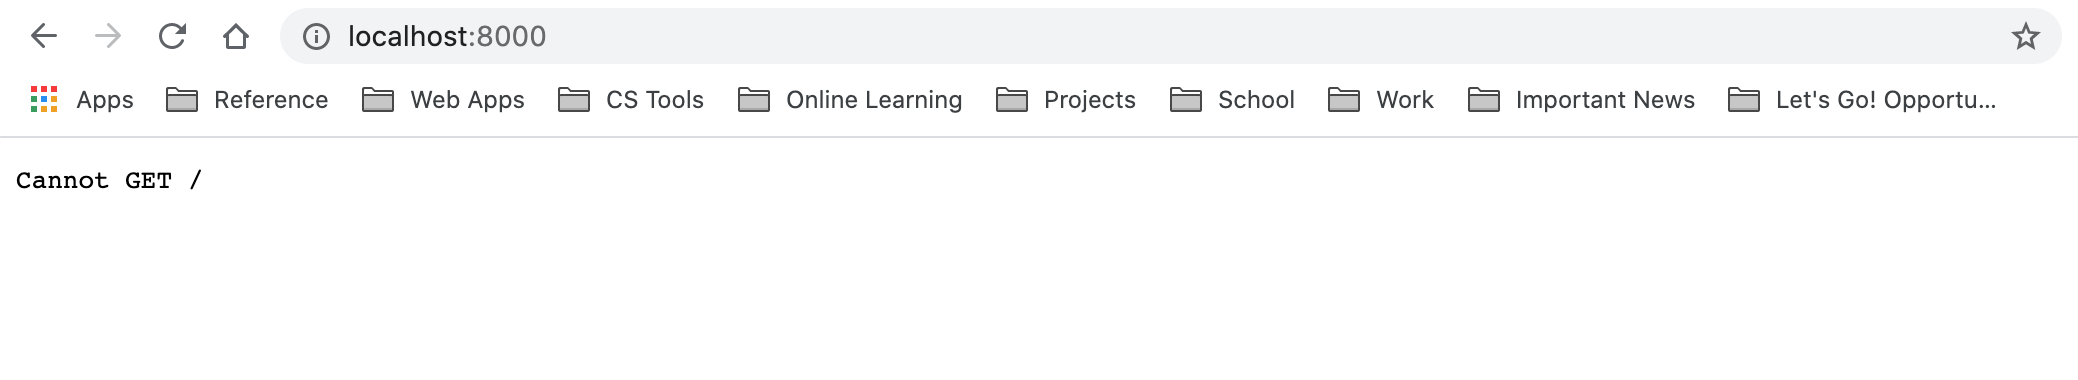 localhost:8000
Apps Reference Web Apps CS Tools Online Learning Projects School Work Important News Let's Go! Opportu...
Cannot GET /